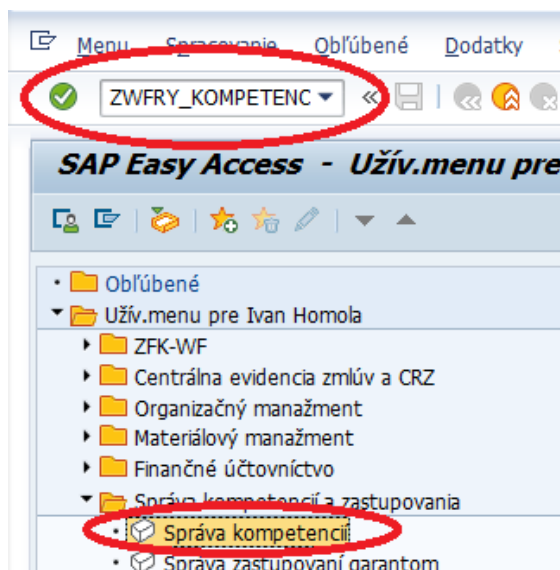 Menu Spracovanie Obľúbené Dodatky
ZWFRY_KOMPETENC
SAP Easy Access - Užív.menu pre
Obľúbené
Užív.menu pre Ivan Homola
ZFK-WF
Centrálna evidencia zmlúv a CRZ
Organizačný manažment
Materiálový manažment
Finančné účtovníctvo
Správa kompetencií a zastupovania
Správa kompetencií
Správa zastupovaní garantom